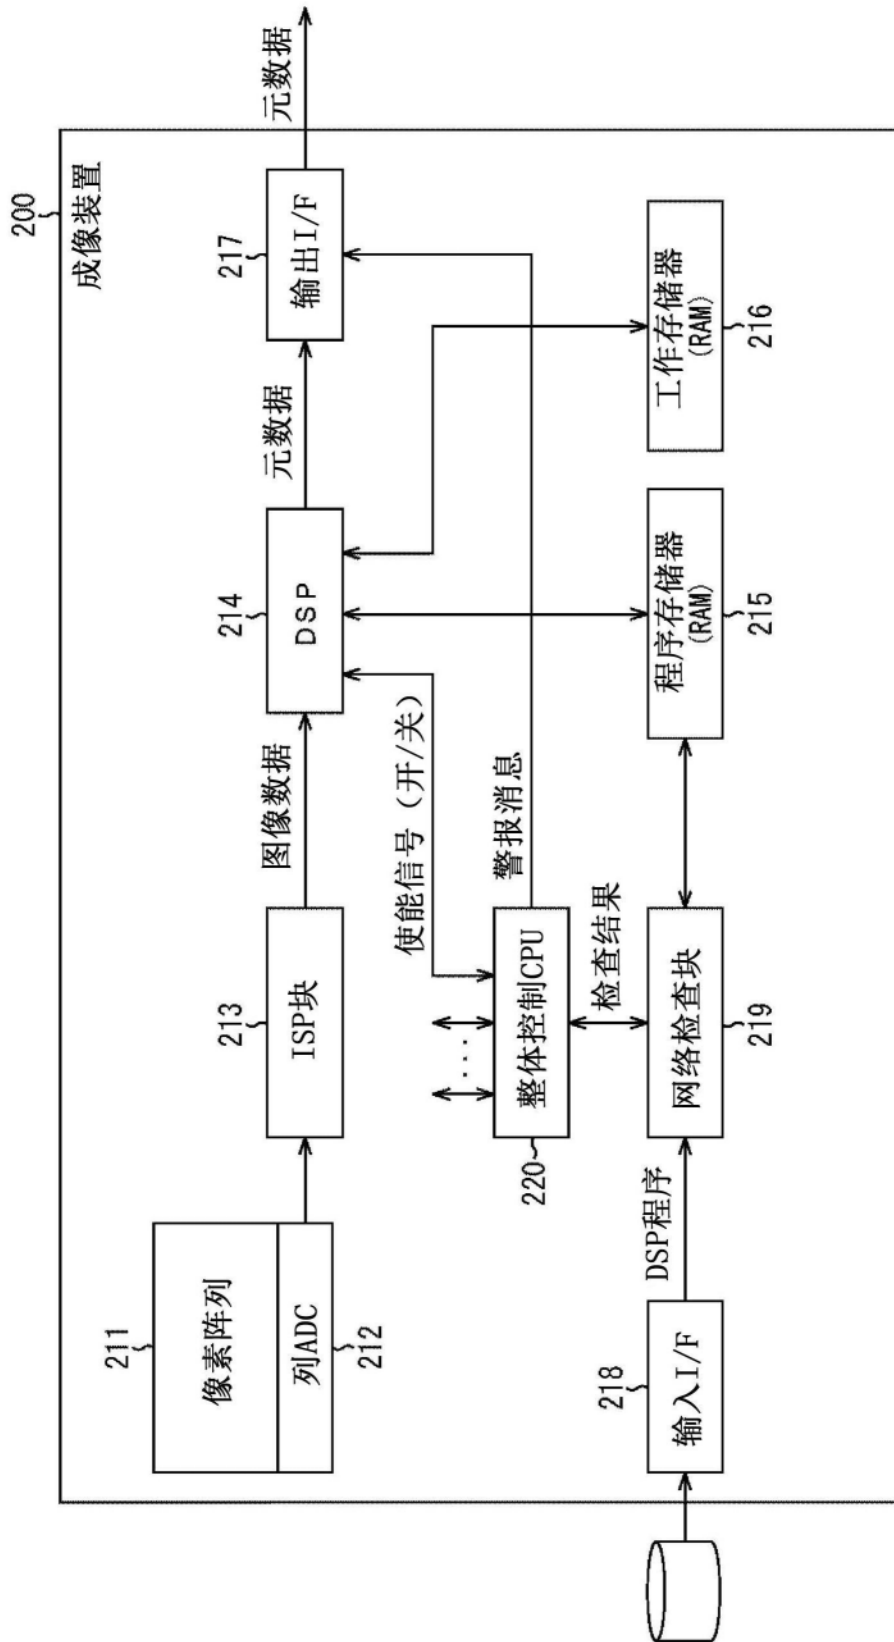 200
成像装置
211
像素阵列
列ADC
212
213
ISP块
图像数据
214
DSP
元数据
217
输出I/F
元数据
使能信号（开/关）
警报消息
整体控制CPU
220
...
检查结果
218
输入I/F
DSP程序
网络检查块
219
程序存储器
(RAM)
215
工作存储器
(RAM)
216